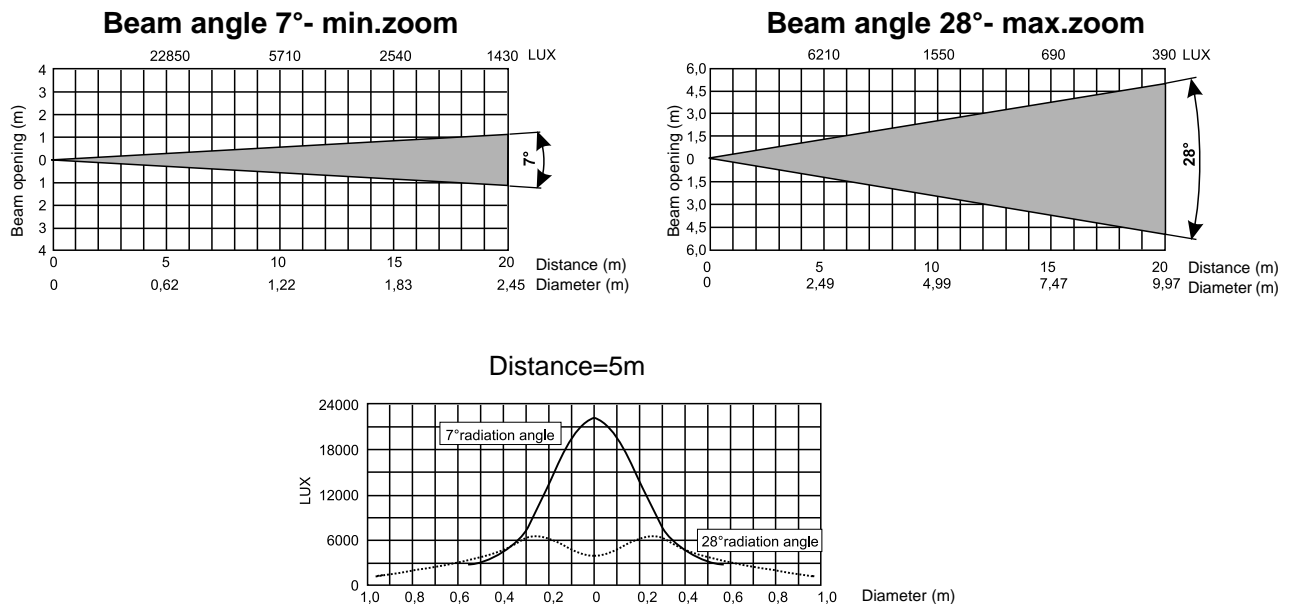 Beam angle 7°- min.zoom
22850 5710 2540 1430 LUX
4
3
2
1
0
1
2
3
4
Beam opening (m)
7°
0 5 10 15 20 Distance (m)
0 0,62 1,22 1,83 2,45 Diameter (m)
Beam angle 28°- max.zoom
6210 1550 690 390 LUX
6,0
4,5
3,0
1,5
0
1,5
3,0
4,5
6,0
Beam opening (m)
28°
0 5 10 15 20 Distance (m)
0 2,49 4,99 7,47 9,97 Diameter (m)
Distance=5m
24000
18000
12000
6000
0
LUX
7°radiation angle
28°radiation angle
1,0 0,8 0,6 0,4 0,2 0 0,2 0,4 0,6 0,8 1,0 Diameter (m)